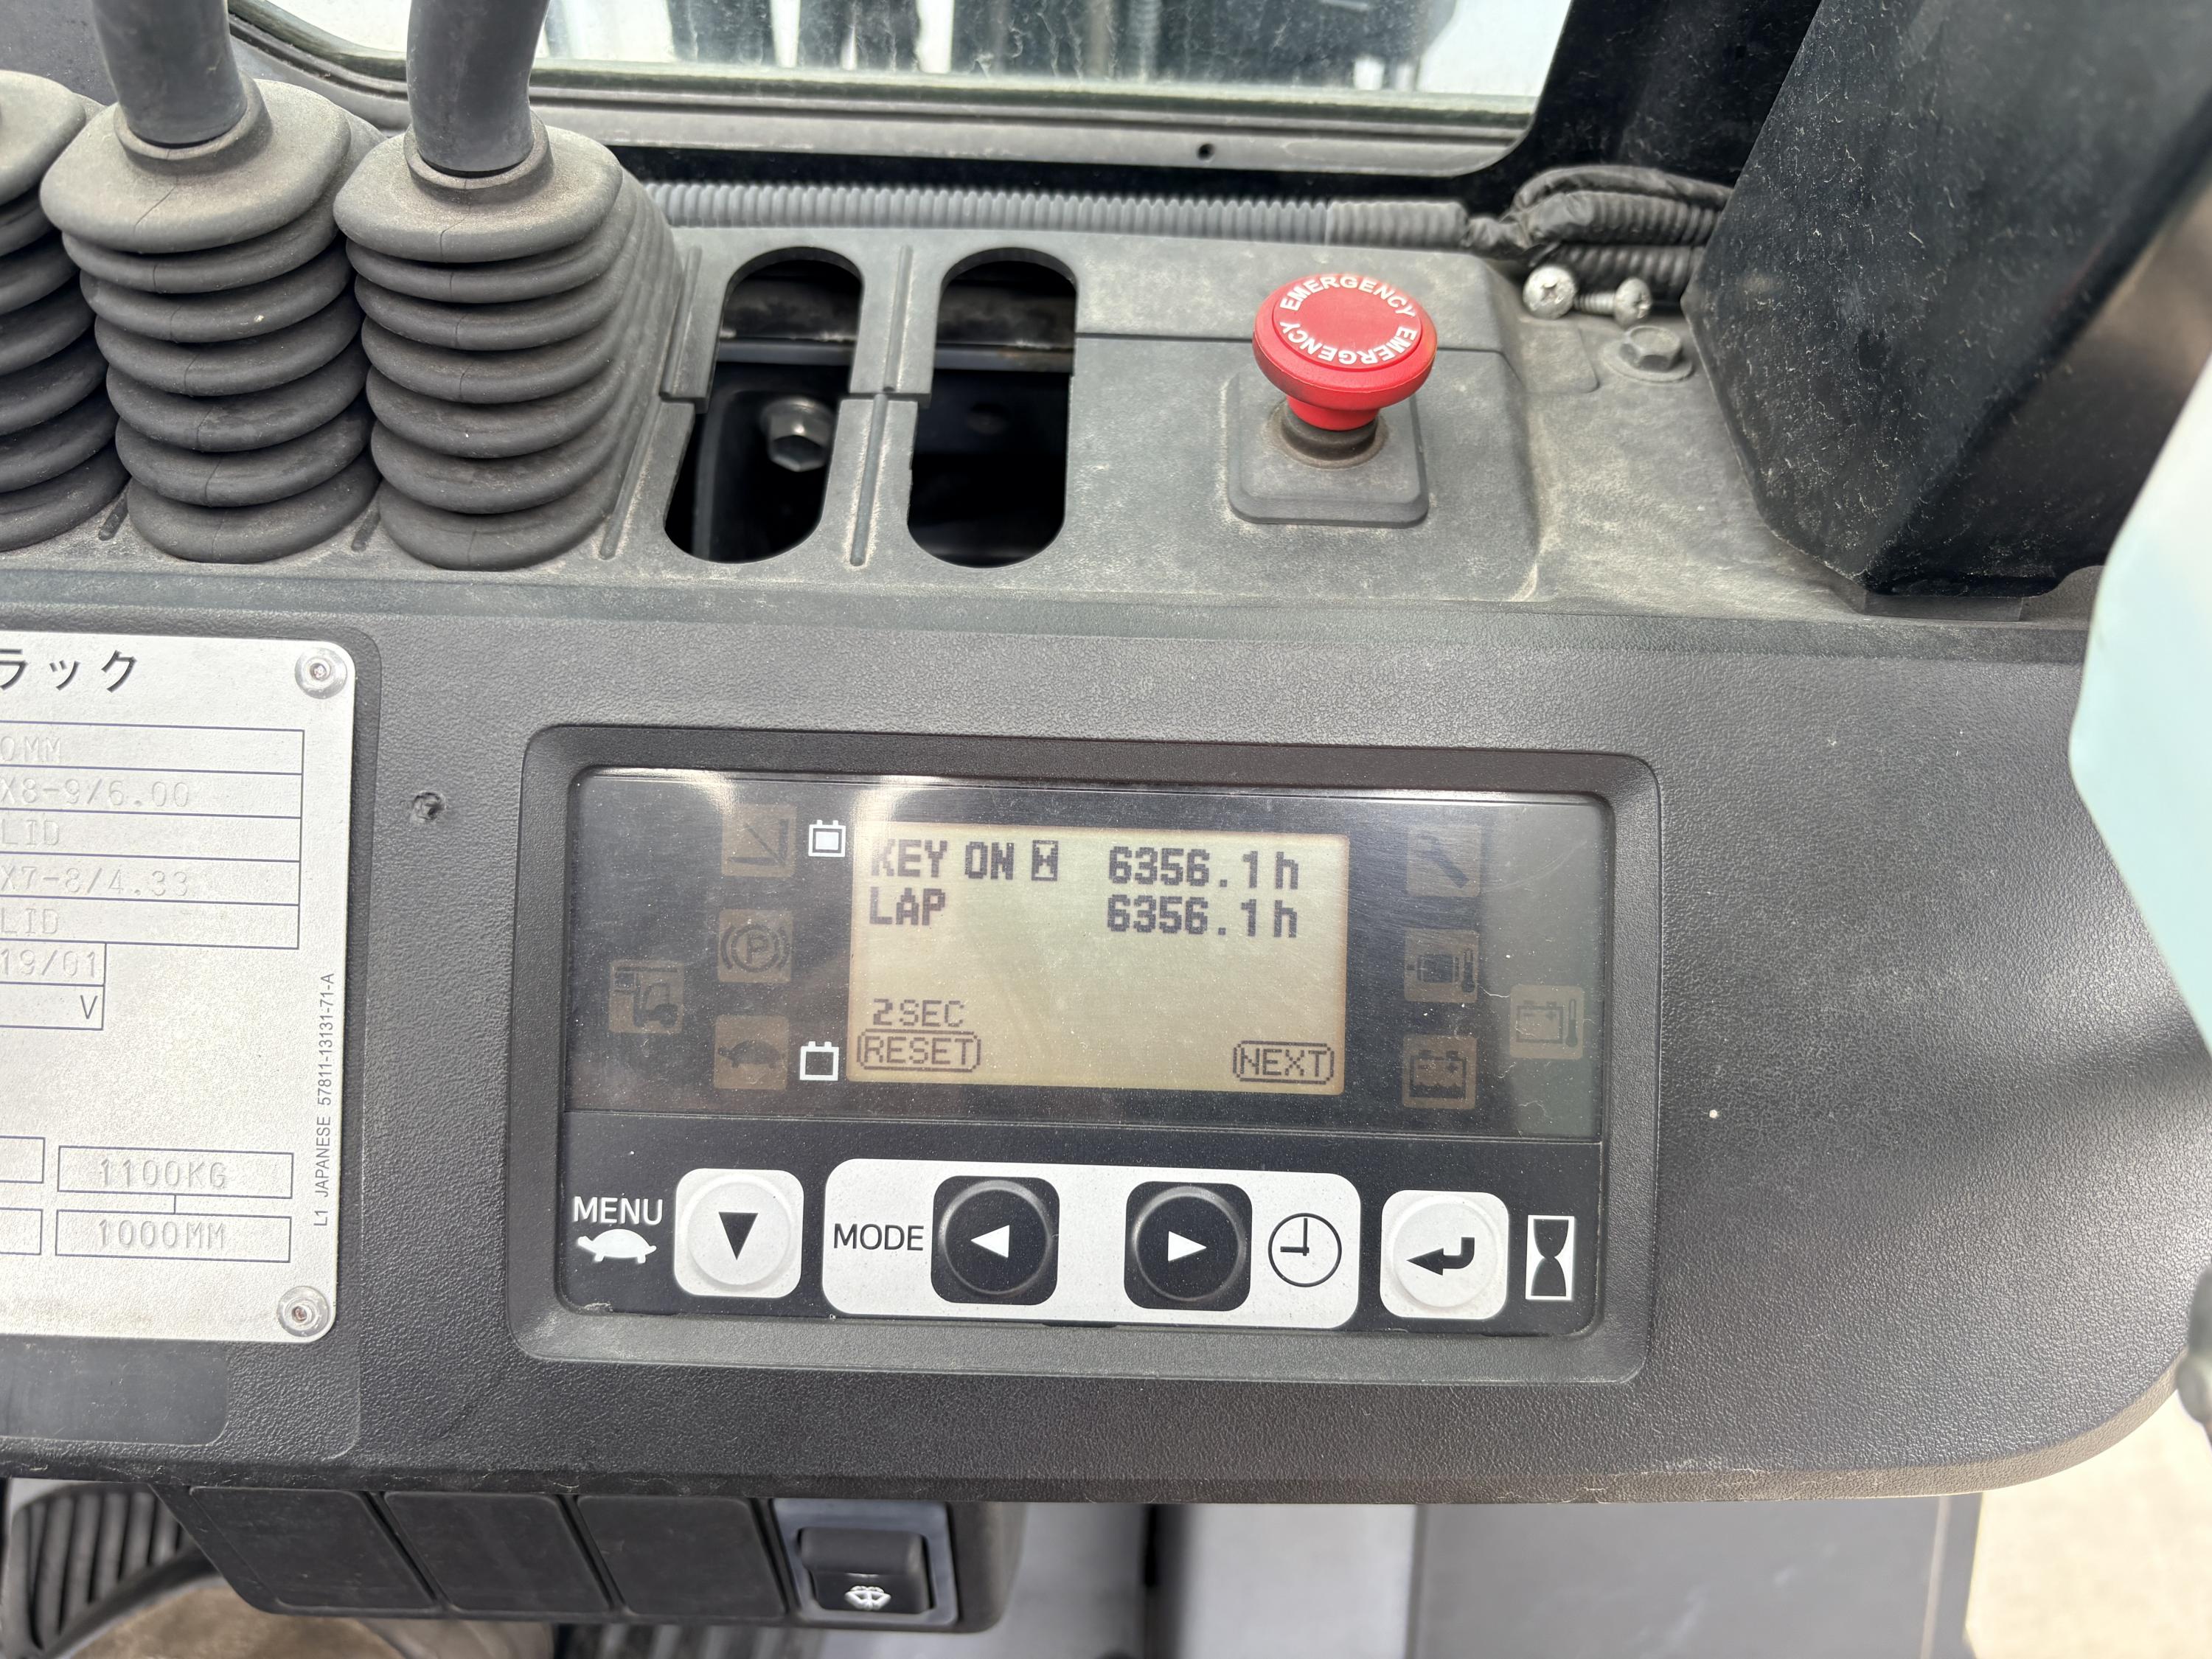 EMERGENCY EMERGENCY
ラック
0MM
X8-9/6.00
LID
X7-8/4.33
LID
19/01
V
1100KG
1000MM
L1 JAPANESE 57811-13131-71-A
KEY ON 6356.1h
LAP 6356.1h
2SEC
RESET NEXT
P
MENU
MODE